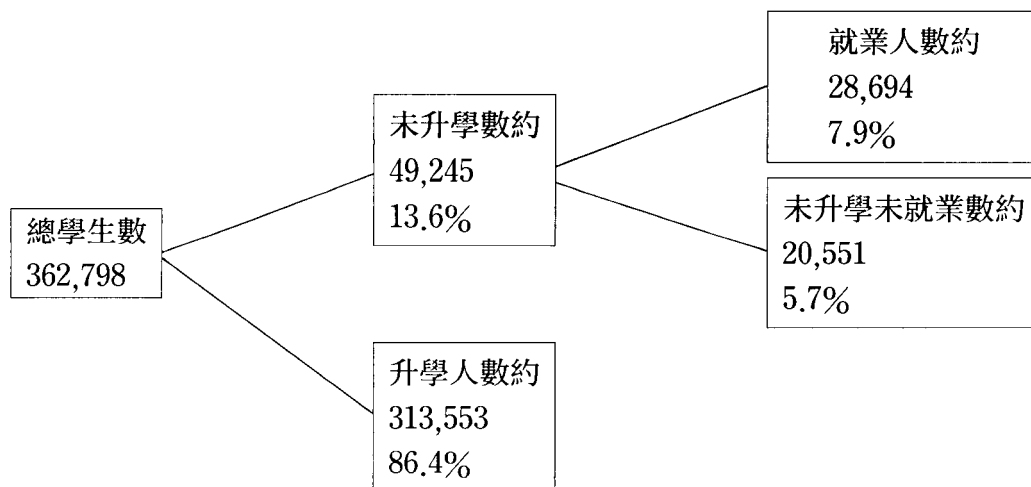 總學生數
362,798
未升學數約
49,245
13.6%
升學人數約
313,553
86.4%
就業人數約
28,694
7.9%
未升學未就業數約
20,551
5.7%